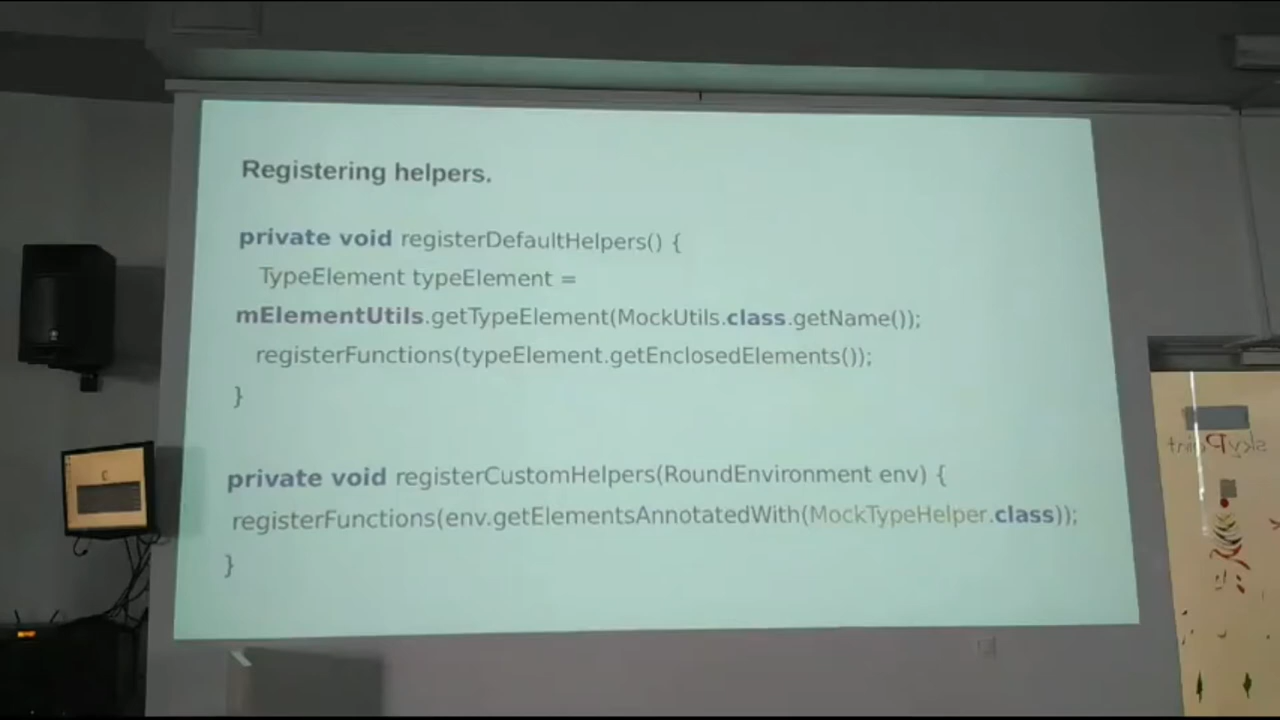 Registering helpers.
private void registerDefaultHelpers() {
TypeElement typeElement =
mElementUtils.getTypeElement(MockUtils.class.getName());
registerFunctions(typeElement.getEnclosedElements());
}
private void registerCustomHelpers(RoundEnvironment env) {
registerFunctions(env.getElementsAnnotatedWith(MockTypeHelper.class));
}